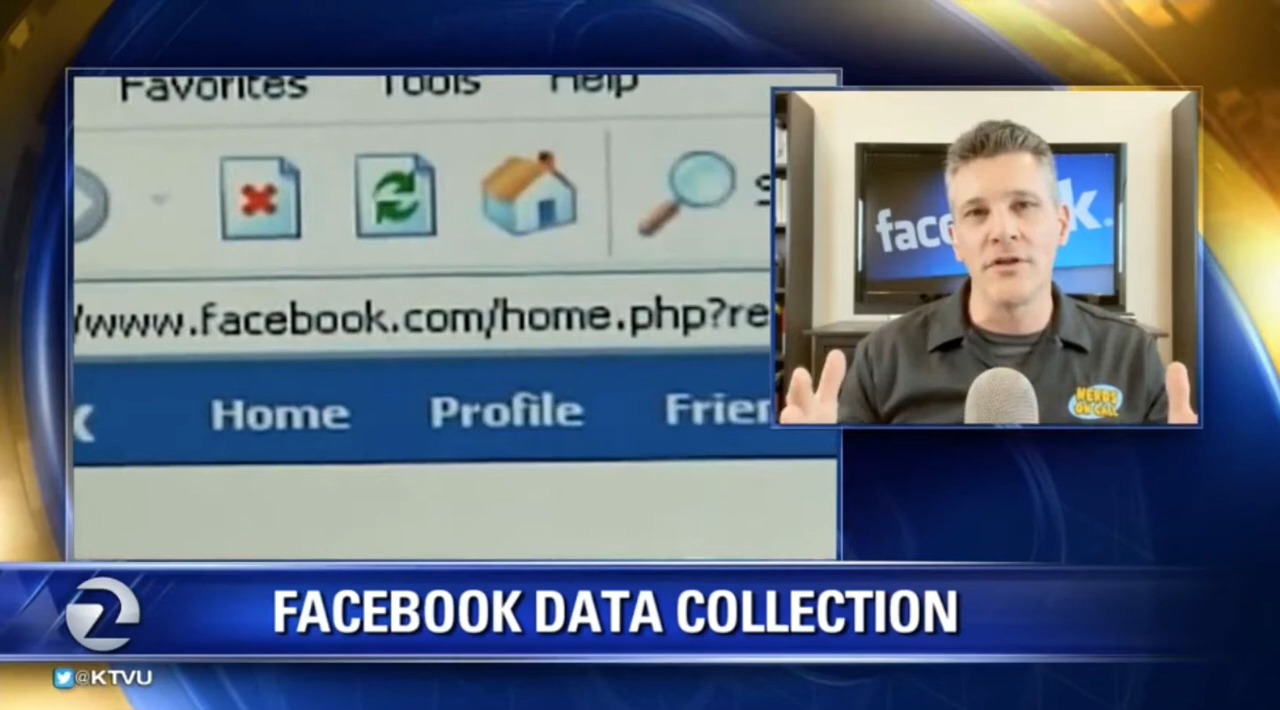 Favorites Tools Help
/www.facebook.com/home.php?re
Home Profile Frien
facebook.
NERDS
ON CALL
2 FACEBOOK DATA COLLECTION
@KTVU